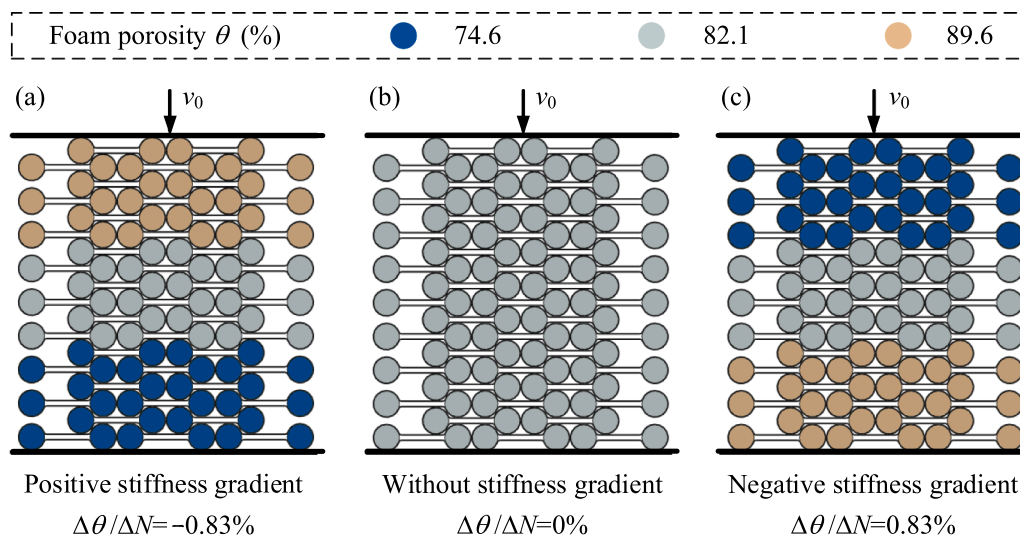 Foam porosity θ (%) 74.6 82.1 89.6
(a) v₀ (b) v₀ (c) v₀
Positive stiffness gradient Without stiffness gradient Negative stiffness gradient
Δθ/ΔN=−0.83% Δθ/ΔN=0% Δθ/ΔN=0.83%